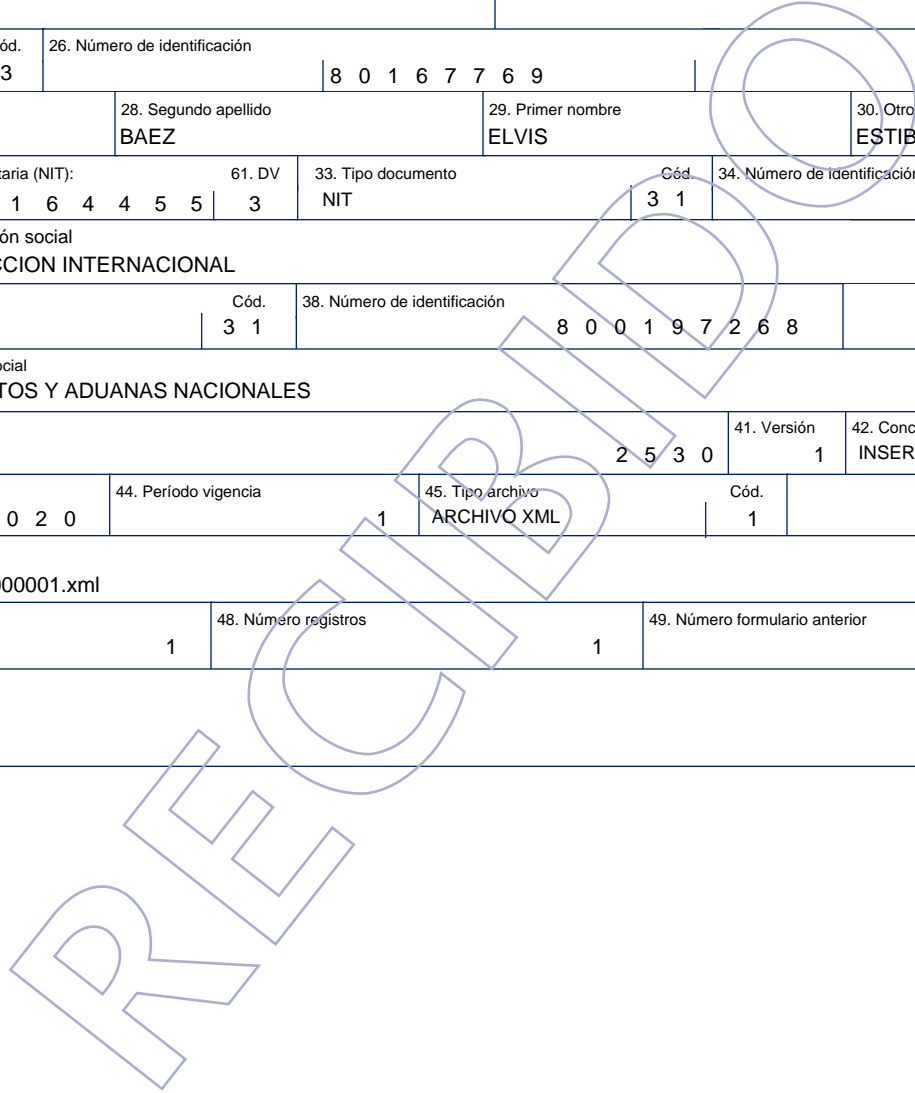 ód. 26. Número de identificación
3 8 0 1 6 7 7 6 9
28. Segundo apellido 29. Primer nombre 30. Otro
BAEZ ELVIS ESTIB
taria (NIT): 61. DV 33. Tipo documento Cód. 34. Número de identificación
1 6 4 4 5 5 3 NIT 3 1
ón social
CCION INTERNACIONAL
Cód. 38. Número de identificación
3 1 8 0 0 1 9 7 2 6 8
ocial
TOS Y ADUANAS NACIONALES
41. Versión 42. Conc
2 5 3 0 1 INSER
44. Período vigencia 45. Tipo archivo Cód.
0 2 0 1 ARCHIVO XML 1
000001.xml
48. Número registros 49. Número formulario anterior
1 1
RECIBIDO